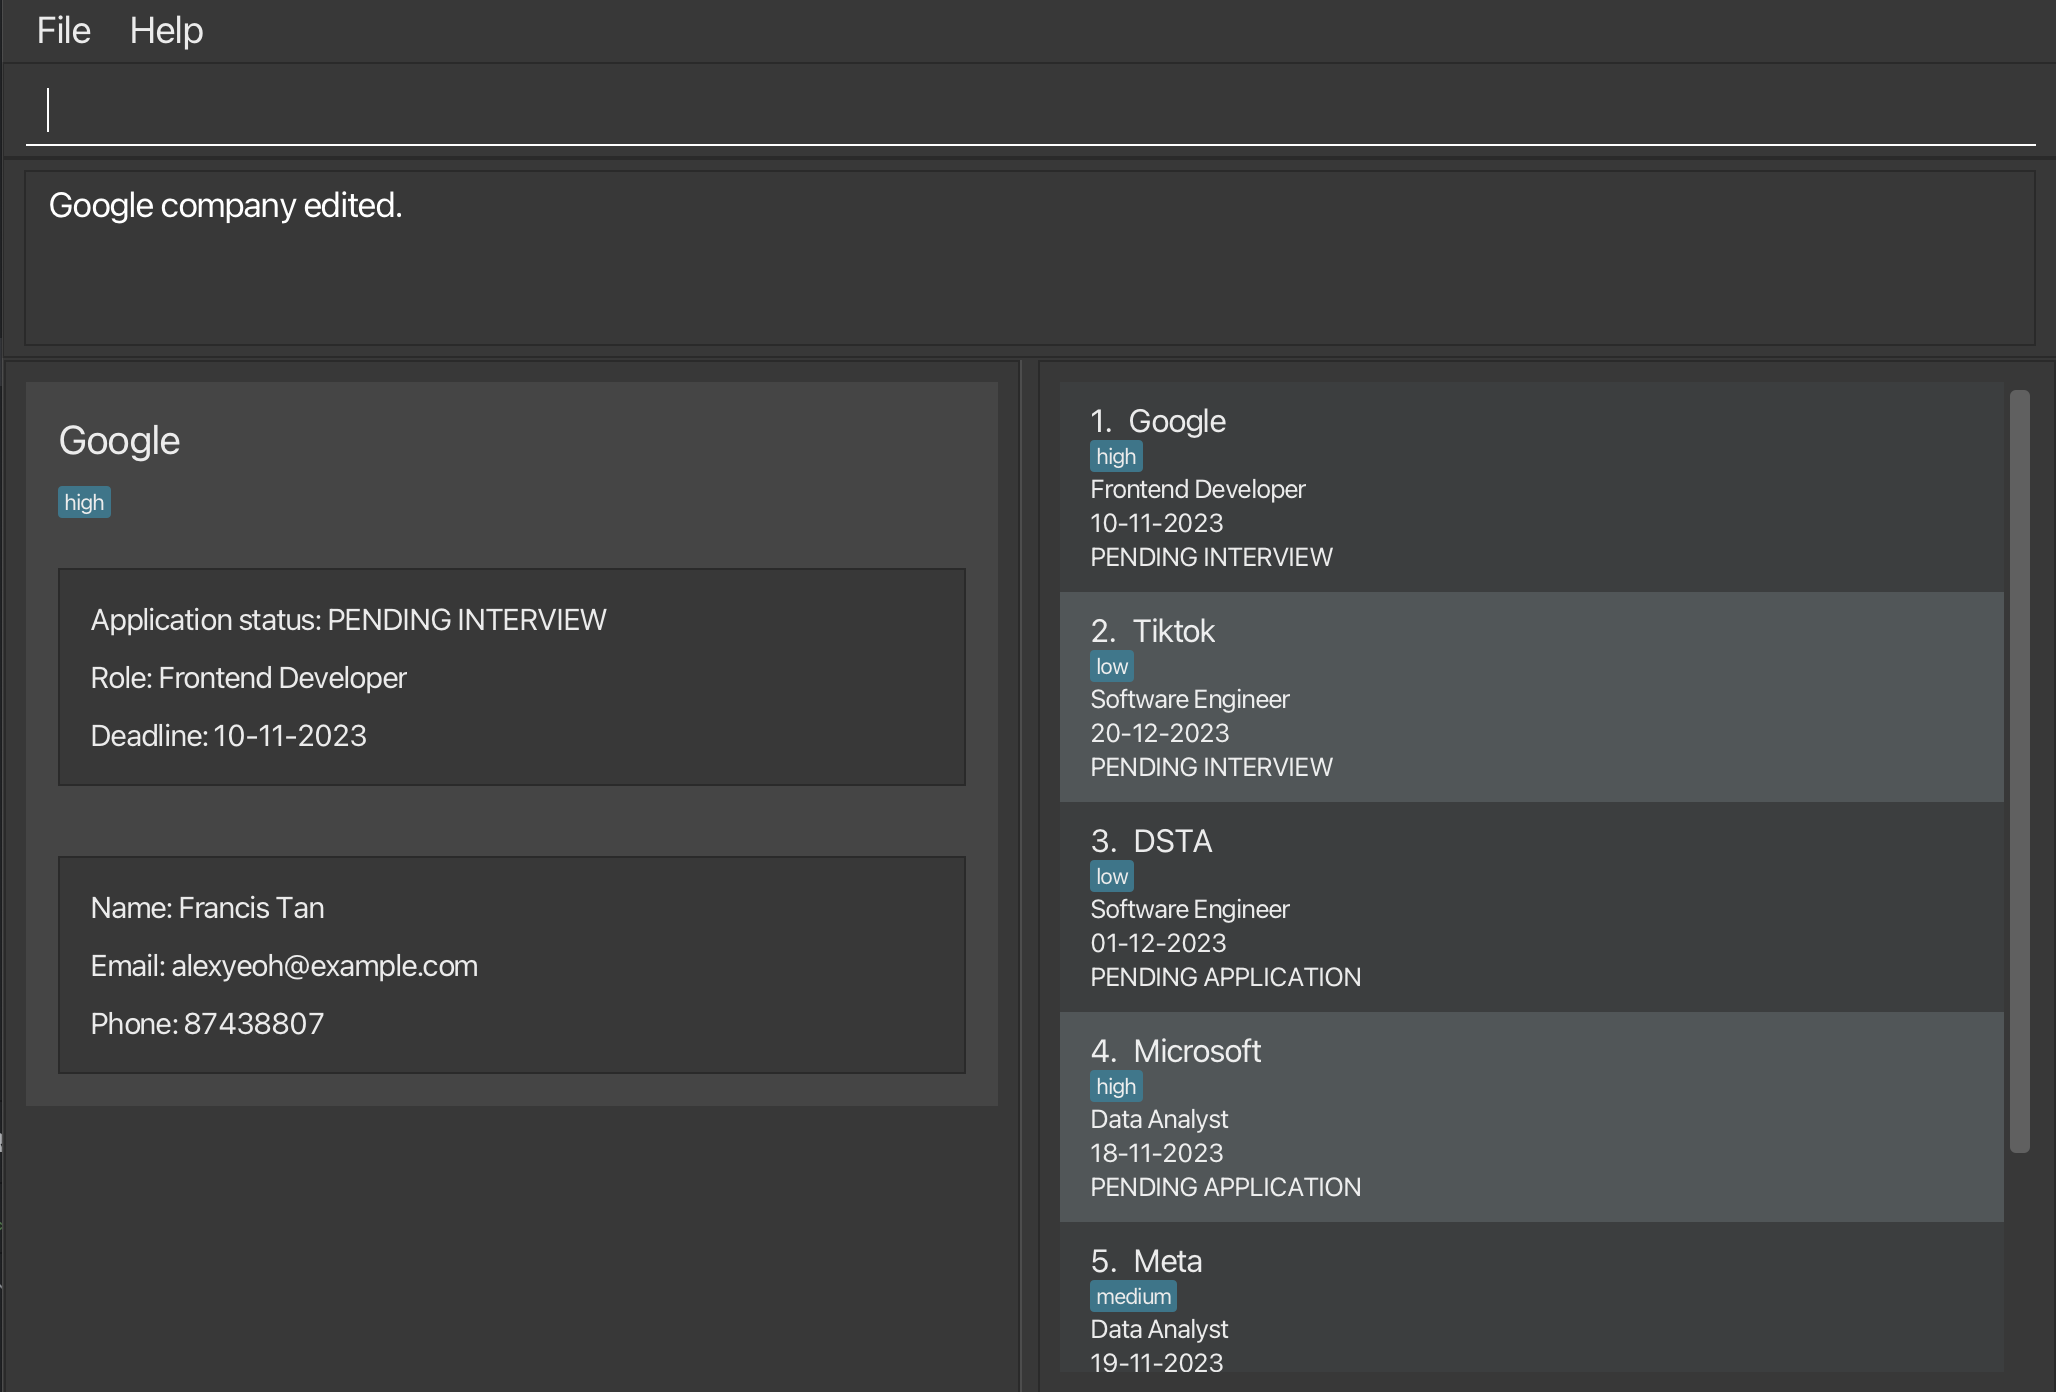 File Help
Google company edited.
Google
high
Application status: PENDING INTERVIEW
Role: Frontend Developer
Deadline: 10-11-2023
Name: Francis Tan
Email: alexyeoh@example.com
Phone: 87438807
1. Google
high
Frontend Developer
10-11-2023
PENDING INTERVIEW
2. Tiktok
low
Software Engineer
20-12-2023
PENDING INTERVIEW
3. DSTA
low
Software Engineer
01-12-2023
PENDING APPLICATION
4. Microsoft
high
Data Analyst
18-11-2023
PENDING APPLICATION
5. Meta
medium
Data Analyst
19-11-2023